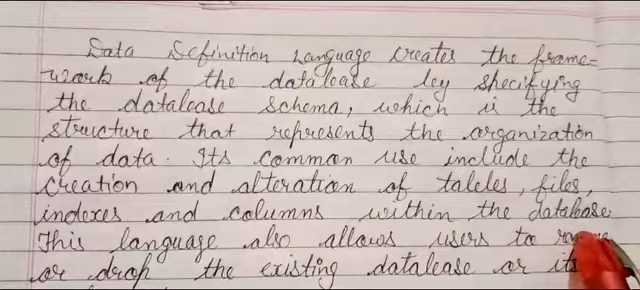 Data Definition Language creates the frame=
work of the database by specifying
the database schema, which is the
structure that represents the organization
of data. Its common use include the
creation and alteration of tables, files,
indexes and columns within the database.
This language also allows users to
or drop the existing database or its